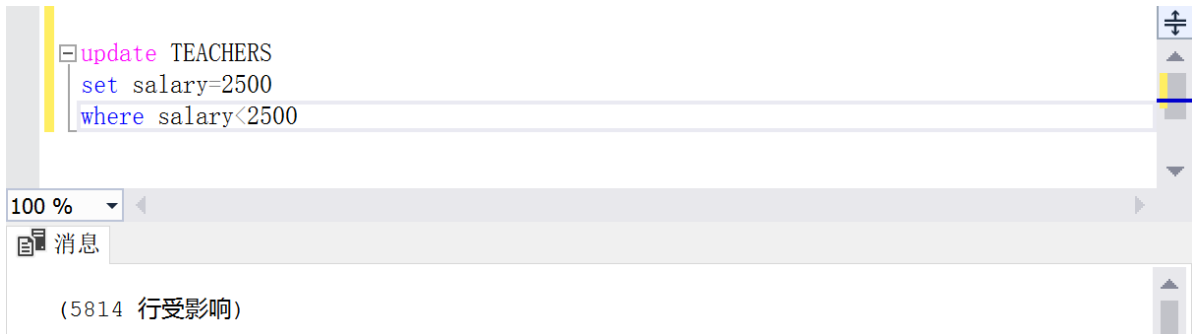 update TEACHERS
set salary=2500
where salary<2500
100 %
消息
(5814 行受影响)